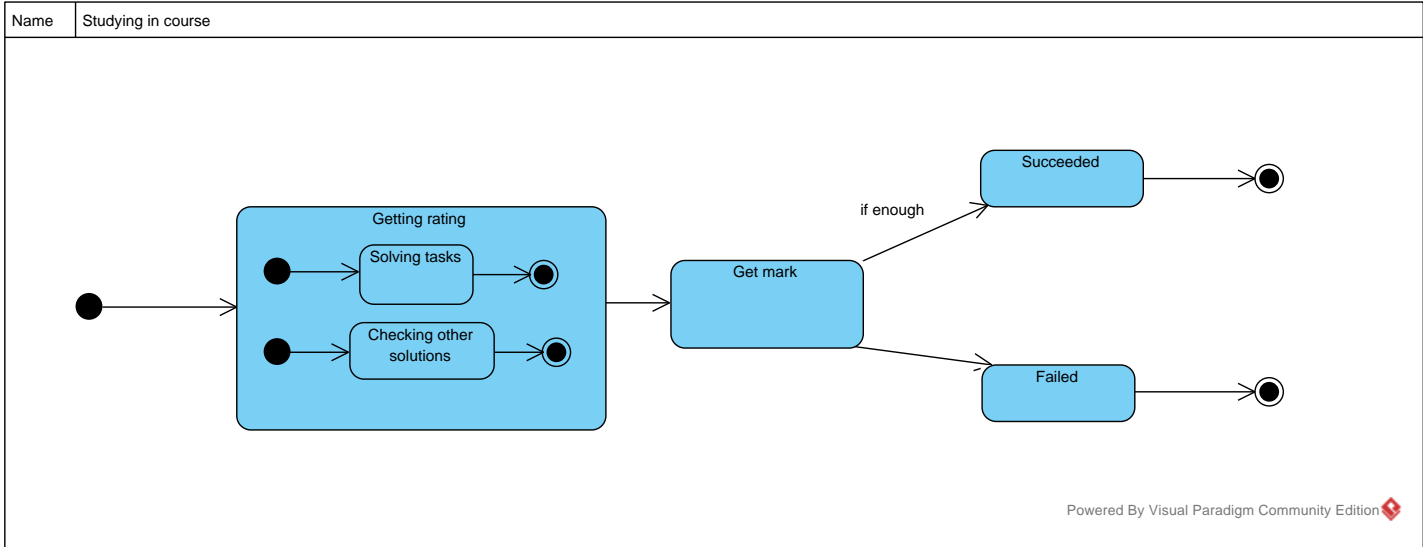 Name
Studying in course
Succeeded
if enough
Getting rating
Solving tasks
Get mark
Checking other
solutions
Failed
Powered By Visual Paradigm Community Edition